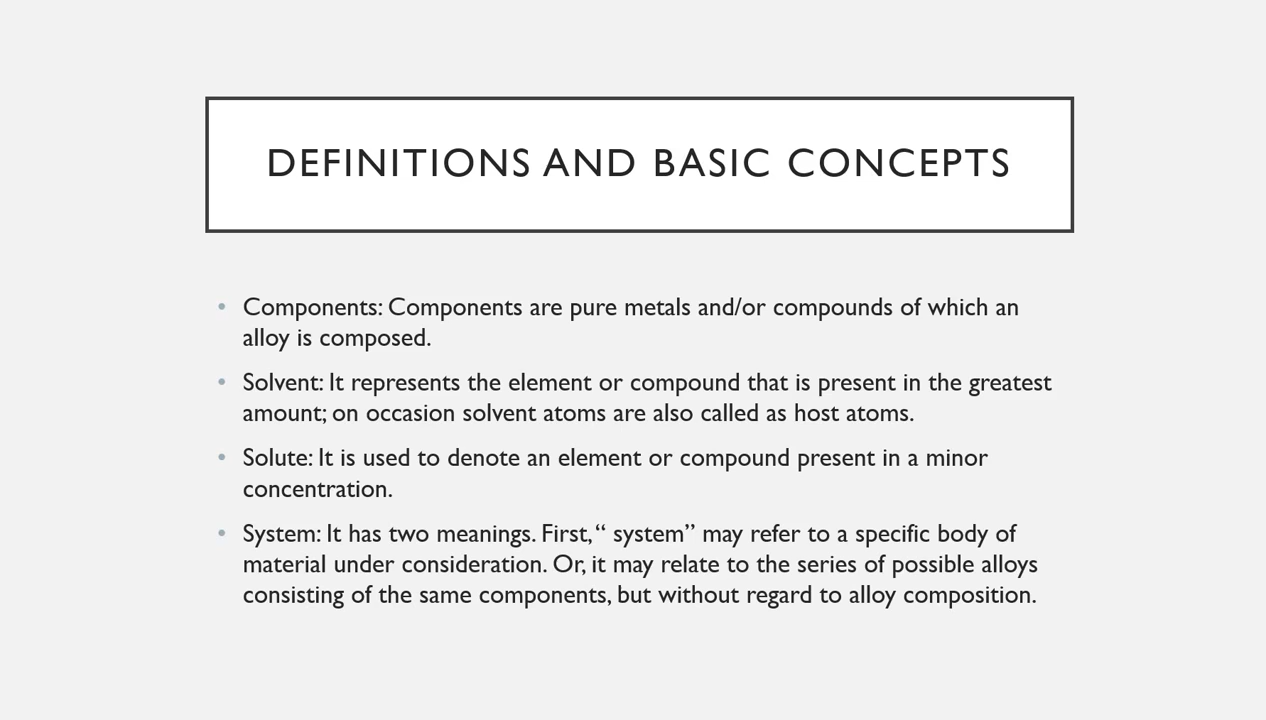 DEFINITIONS AND BASIC CONCEPTS
• Components: Components are pure metals and/or compounds of which an
alloy is composed.
• Solvent: It represents the element or compound that is present in the greatest
amount; on occasion solvent atoms are also called as host atoms.
• Solute: It is used to denote an element or compound present in a minor
concentration.
• System: It has two meanings. First, “ system” may refer to a specific body of
material under consideration. Or, it may relate to the series of possible alloys
consisting of the same components, but without regard to alloy composition.